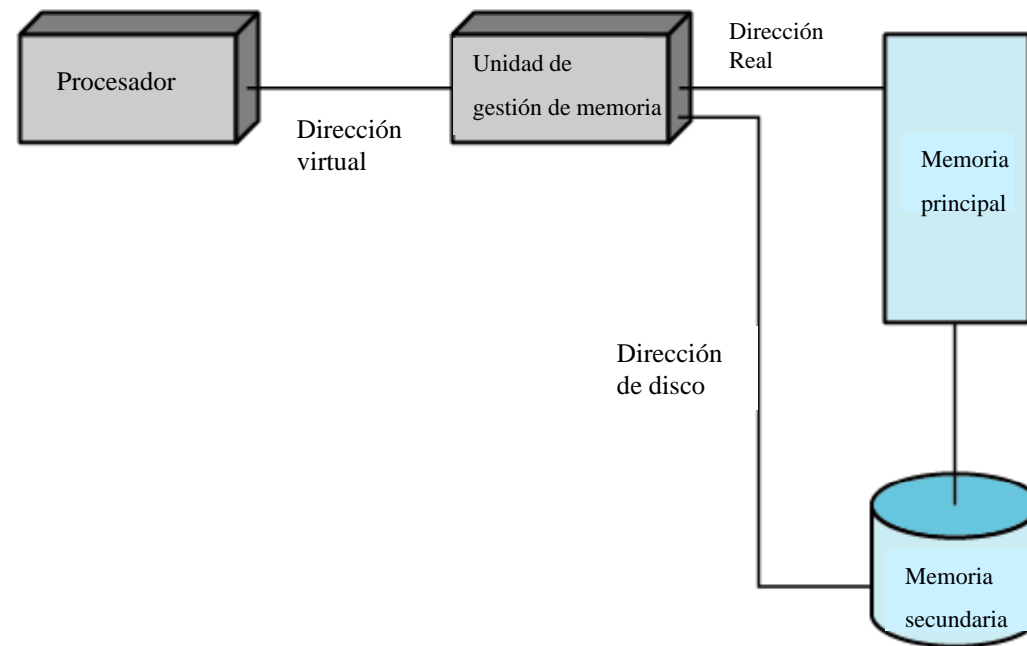 Procesador
Unidad de
gestión de memoria
Dirección
Real
Dirección
virtual
Memoria
principal
Dirección
de disco
Memoria
secundaria